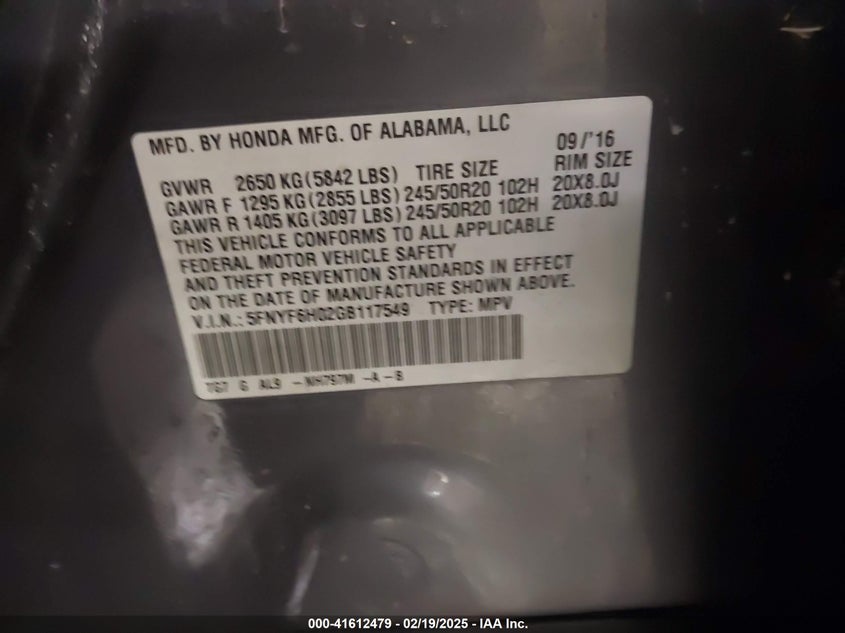 MFD. BY HONDA MFG. OF ALABAMA, LLC 09/'16
GVWR 2650 KG(5842 LBS) TIRE SIZE RIM SIZE
GAWR F 1295 KG(2855 LBS) 245/50R20 102H 20X8.0J
GAWR R 1405 KG(3097 LBS) 245/50R20 102H 20X8.0J
THIS VEHICLE CONFORMS TO ALL APPLICABLE
FEDERAL MOTOR VEHICLE SAFETY
AND THEFT PREVENTION STANDARDS IN EFFECT
ON THE DATE OF MANUFACTURE SHOWN ABOVE.
V.I.N.: 5FNYF6H02GB117549 TYPE: MPV
TG7 G AL9 -NH797M -A-B
000-41612479 - 02/19/2025 - IAA Inc.